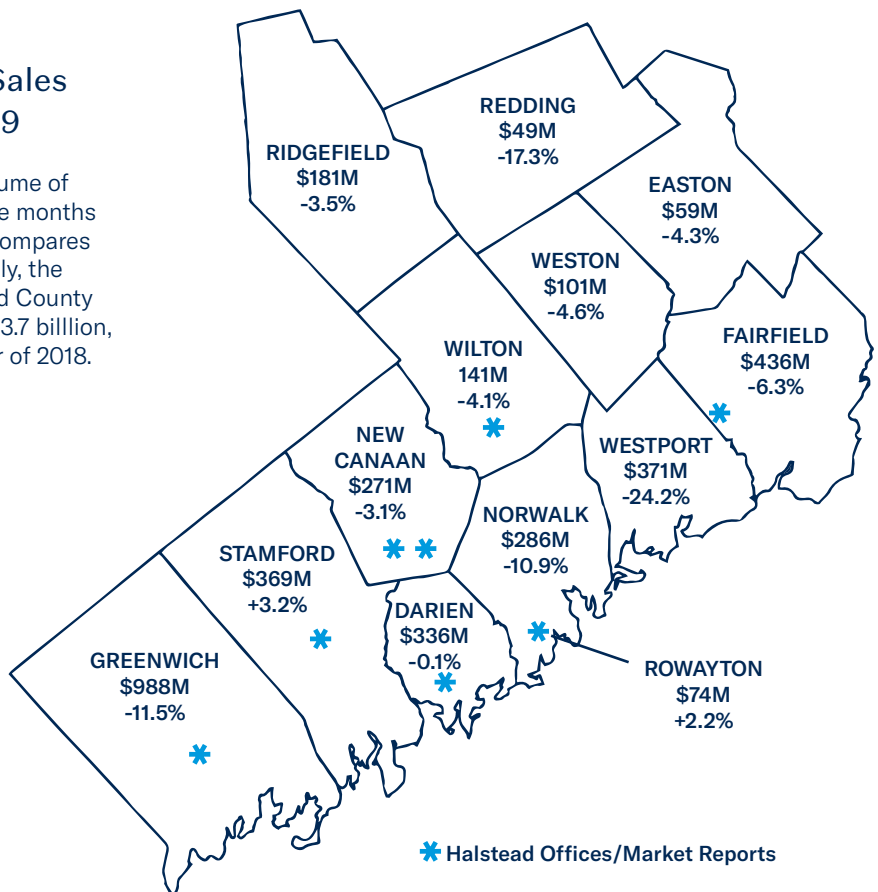 Sales
9
ume of
e months
ompares
ly, the
d County
3.7 billlion,
r of 2018.
REDDING
$49M
-17.3%
RIDGEFIELD
$181M
-3.5%
EASTON
$59M
-4.3%
WESTON
$101M
-4.6%
FAIRFIELD
$436M
-6.3%
WILTON
141M
-4.1%
NEW
CANAAN
$271M
-3.1%
WESTPORT
$371M
-24.2%
NORWALK
$286M
-10.9%
STAMFORD
$369M
+3.2%
DARIEN
$336M
-0.1%
GREENWICH
$988M
-11.5%
ROWAYTON
$74M
+2.2%
Halstead Offices/Market Reports